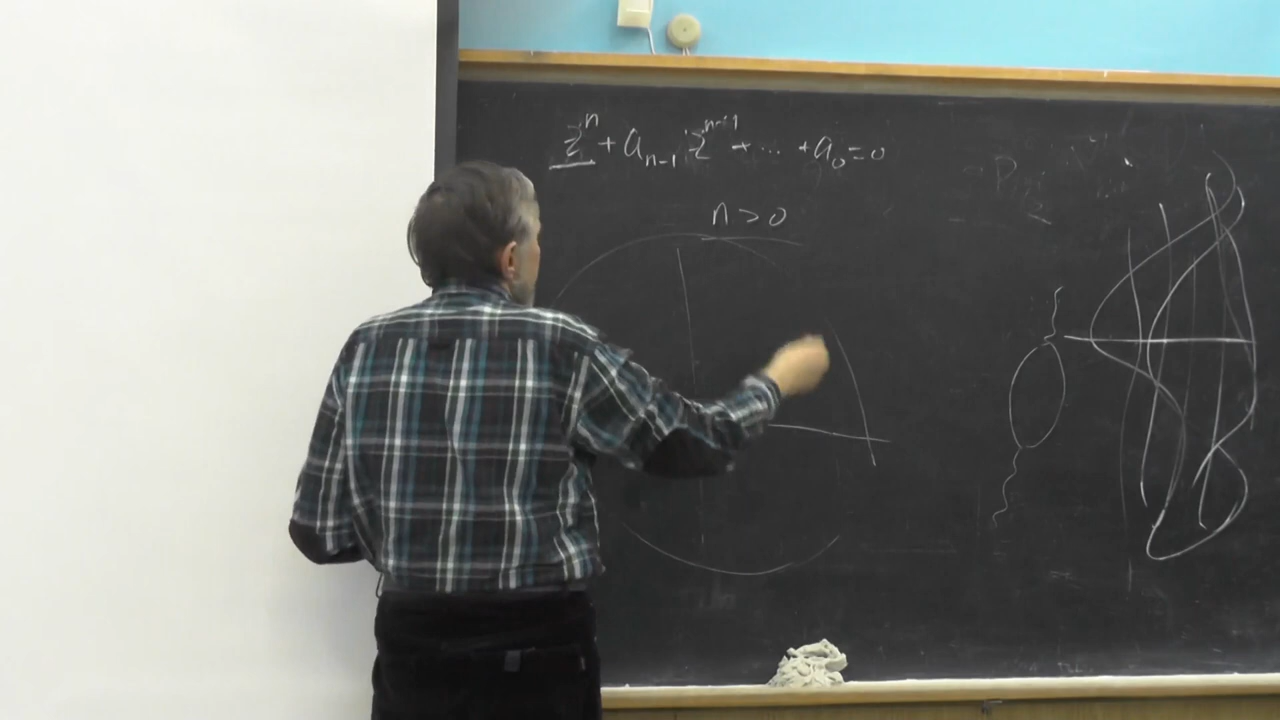 z^n + a_{n-1} z^{n-1} + ... + a_0 = 0
n > 0